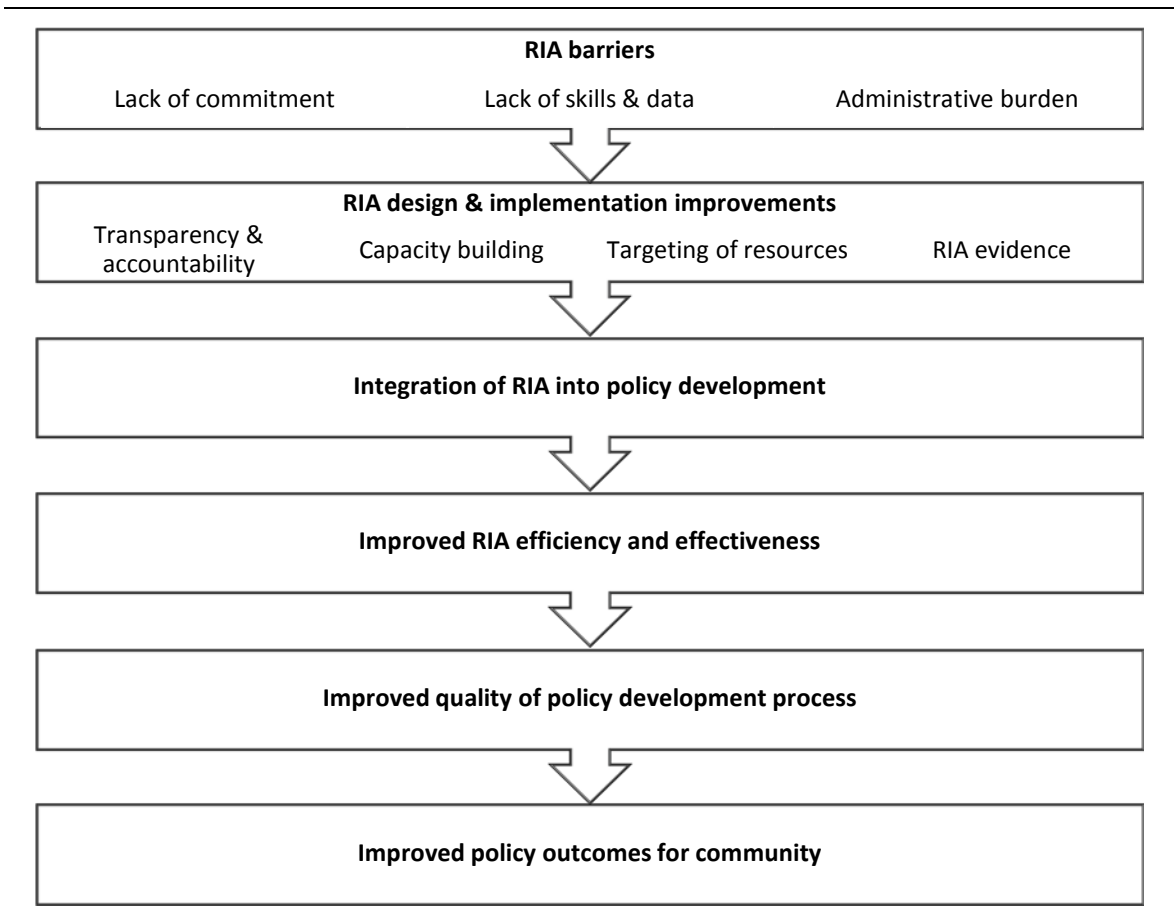 RIA barriers
Lack of commitment Lack of skills & data Administrative burden
RIA design & implementation improvements
Transparency &
accountability
Capacity building Targeting of resources RIA evidence
Integration of RIA into policy development
Improved RIA efficiency and effectiveness
Improved quality of policy development process
Improved policy outcomes for community